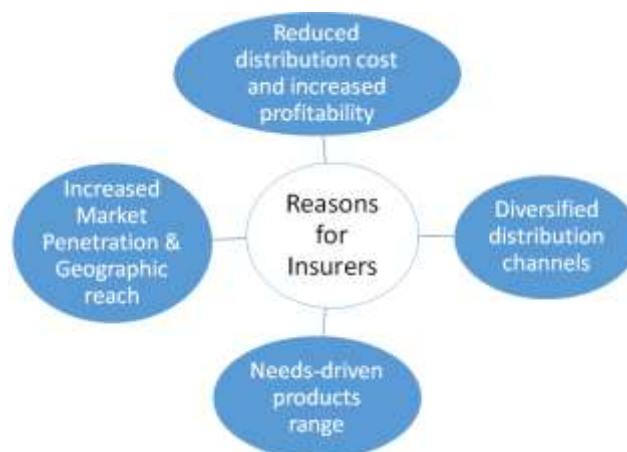 Reduced
distribution cost
and increased
profitability
Increased
Market
Penetration &
Geographic
reach
Reasons
for
Insurers
Diversified
distribution
channels
Needs-driven
products
range